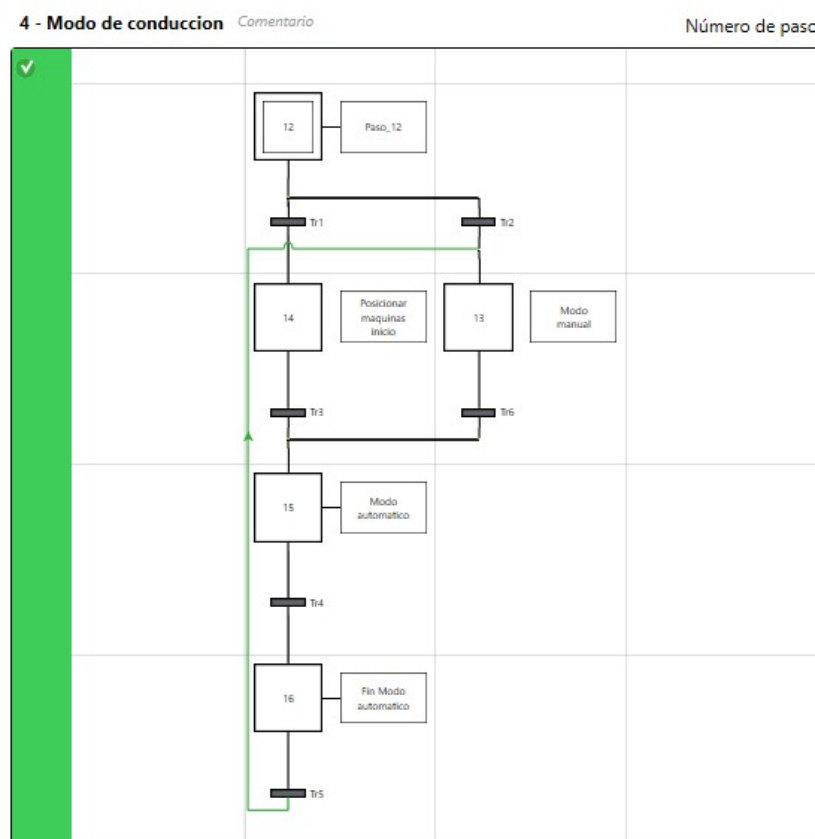 4 - Modo de conduccion Comentario Número de paso
12 Paso_12
Tr1 Tr2
14
Posicionar
maquinas
inicio
13
Modo
manual
Tr3 Tr6
15
Modo
automatico
Tr4
16
Fin Modo
automatico
Tr5